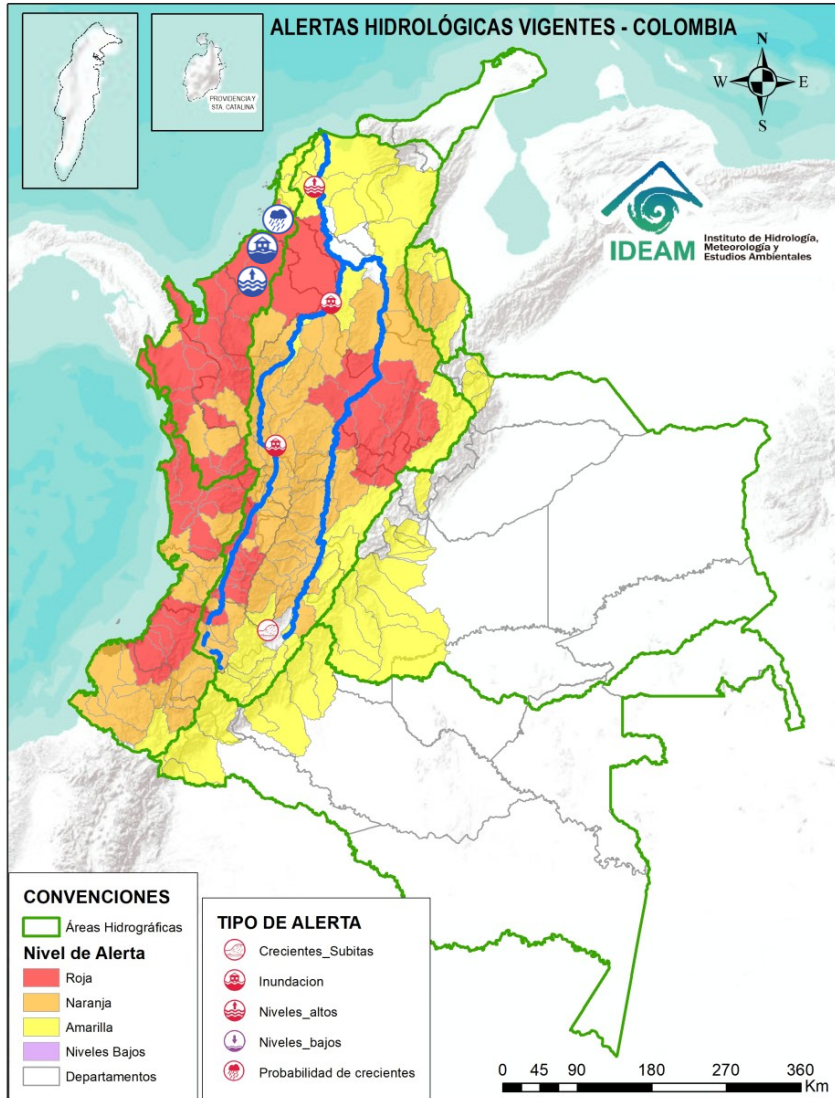 ALERTAS HIDROLÓGICAS VIGENTES - COLOMBIA
PROVIDENCIA Y
STA. CATALINA
N
W
E
S
IDEAM
Instituto de Hidrología,
Meteorología y
Estudios Ambientales
CONVENCIONES
Áreas Hidrográficas
Nivel de Alerta
Roja
Naranja
Amarilla
Niveles Bajos
Departamentos
TIPO DE ALERTA
Crecientes_Subitas
Inundacion
Niveles_altos
Niveles_bajos
Probabilidad de crecientes
0 45 90 180 270 360
Km